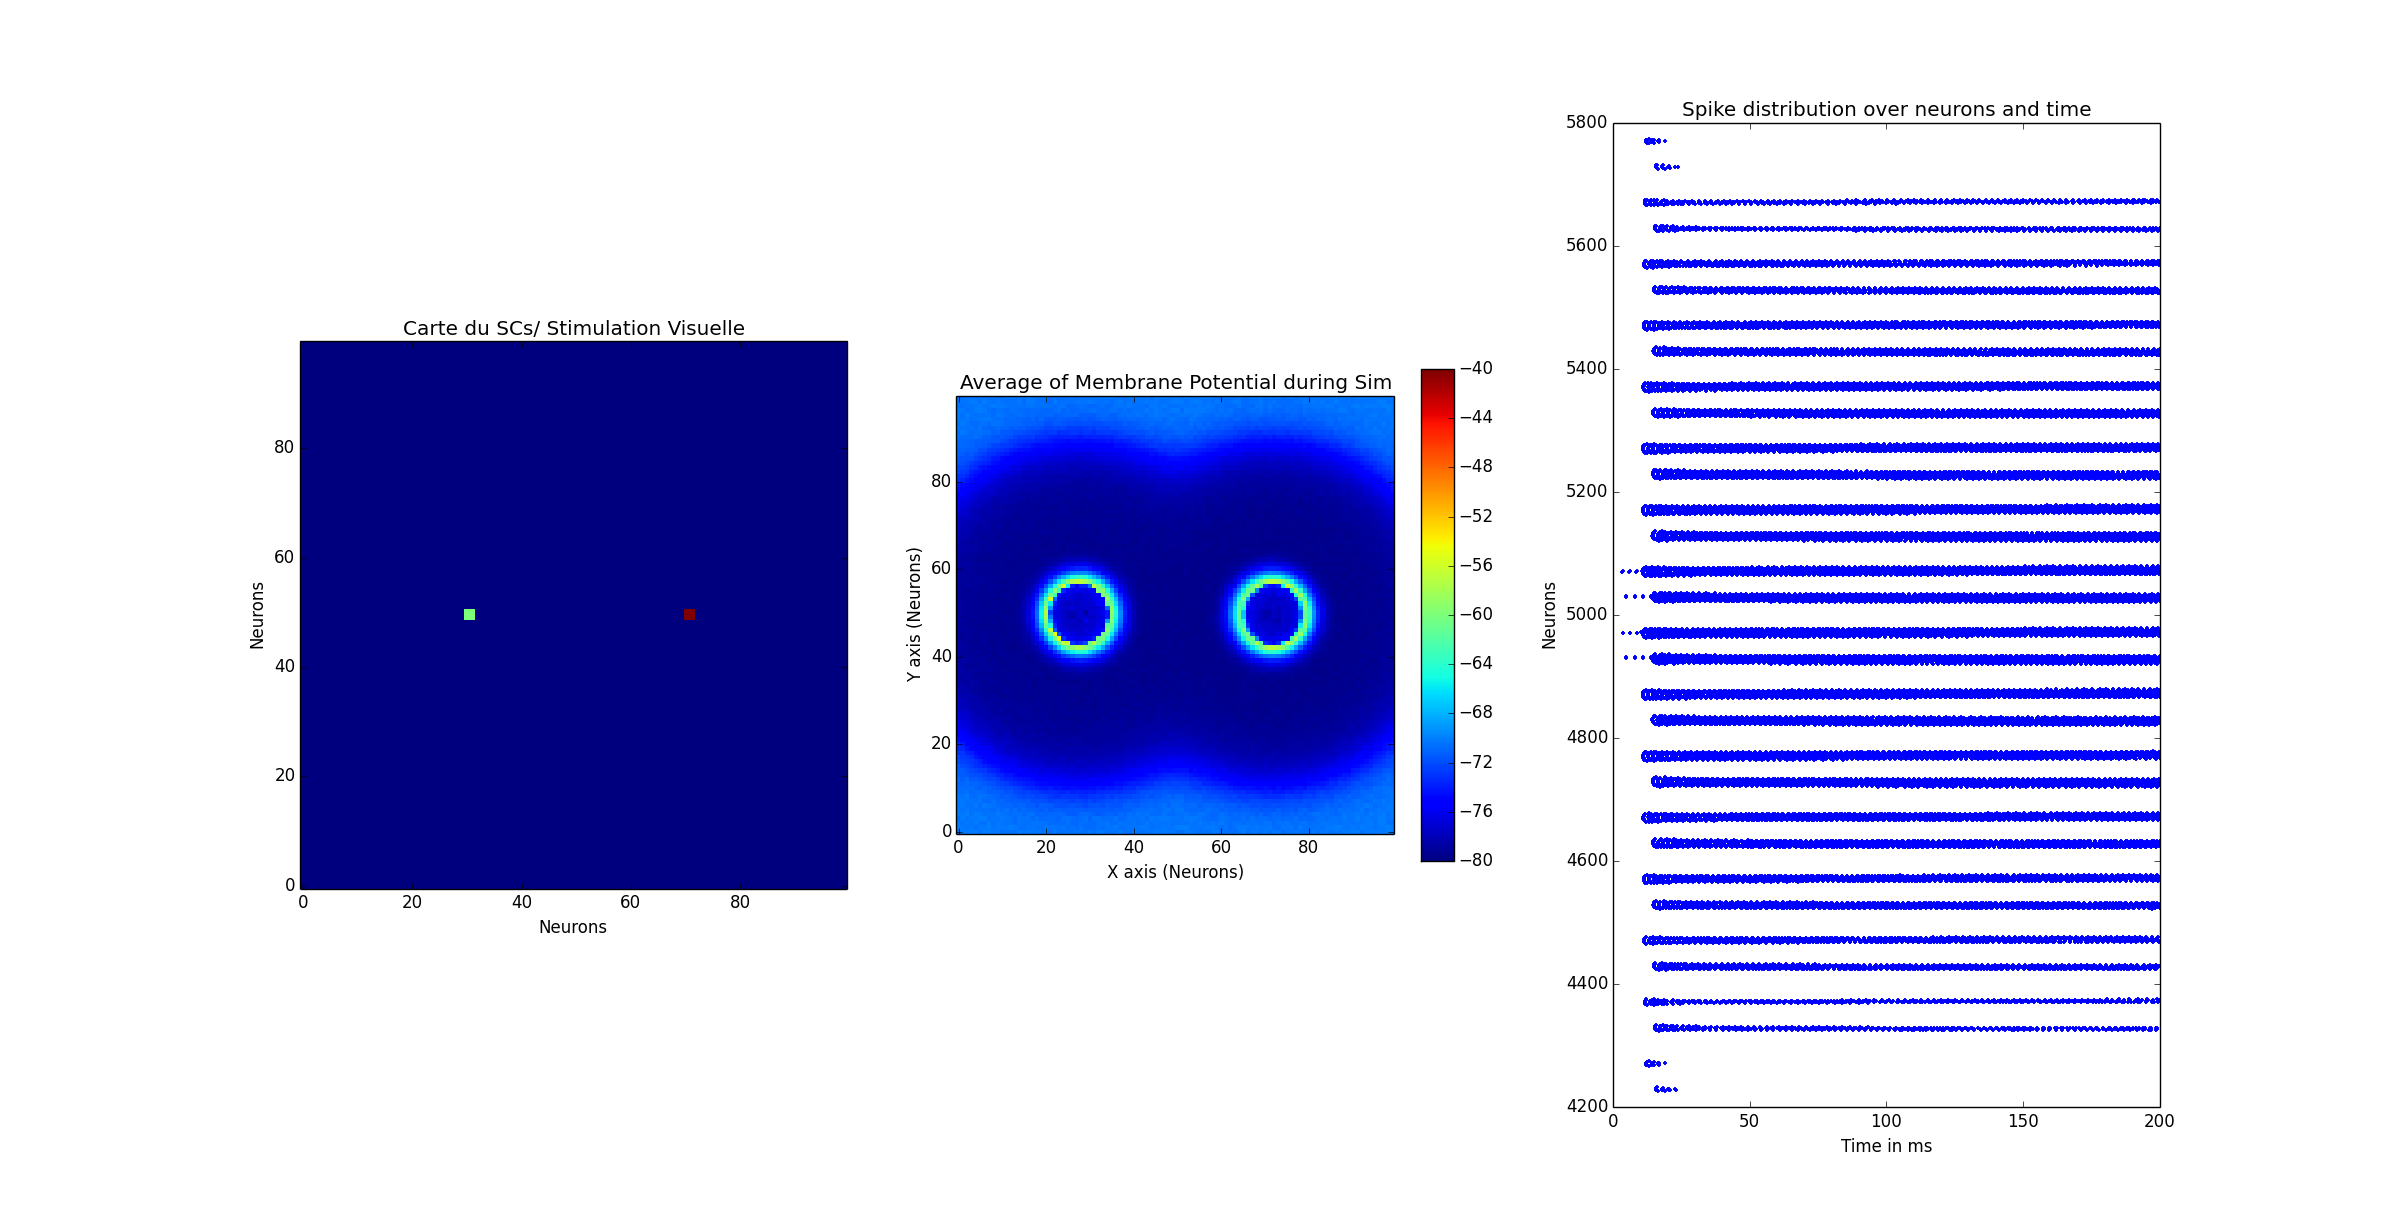 Carte du SCs/ Stimulation Visuelle
80
60
40
20
0
Neurons
0 20 40 60 80
Neurons
Average of Membrane Potential during Sim
80
60
40
20
0
Y axis (Neurons)
0 20 40 60 80
X axis (Neurons)
−40
−44
−48
−52
−56
−60
−64
−68
−72
−76
−80
Spike distribution over neurons and time
5800
5600
5400
5200
5000
4800
4600
4400
4200
Neurons
0 50 100 150 200
Time in ms